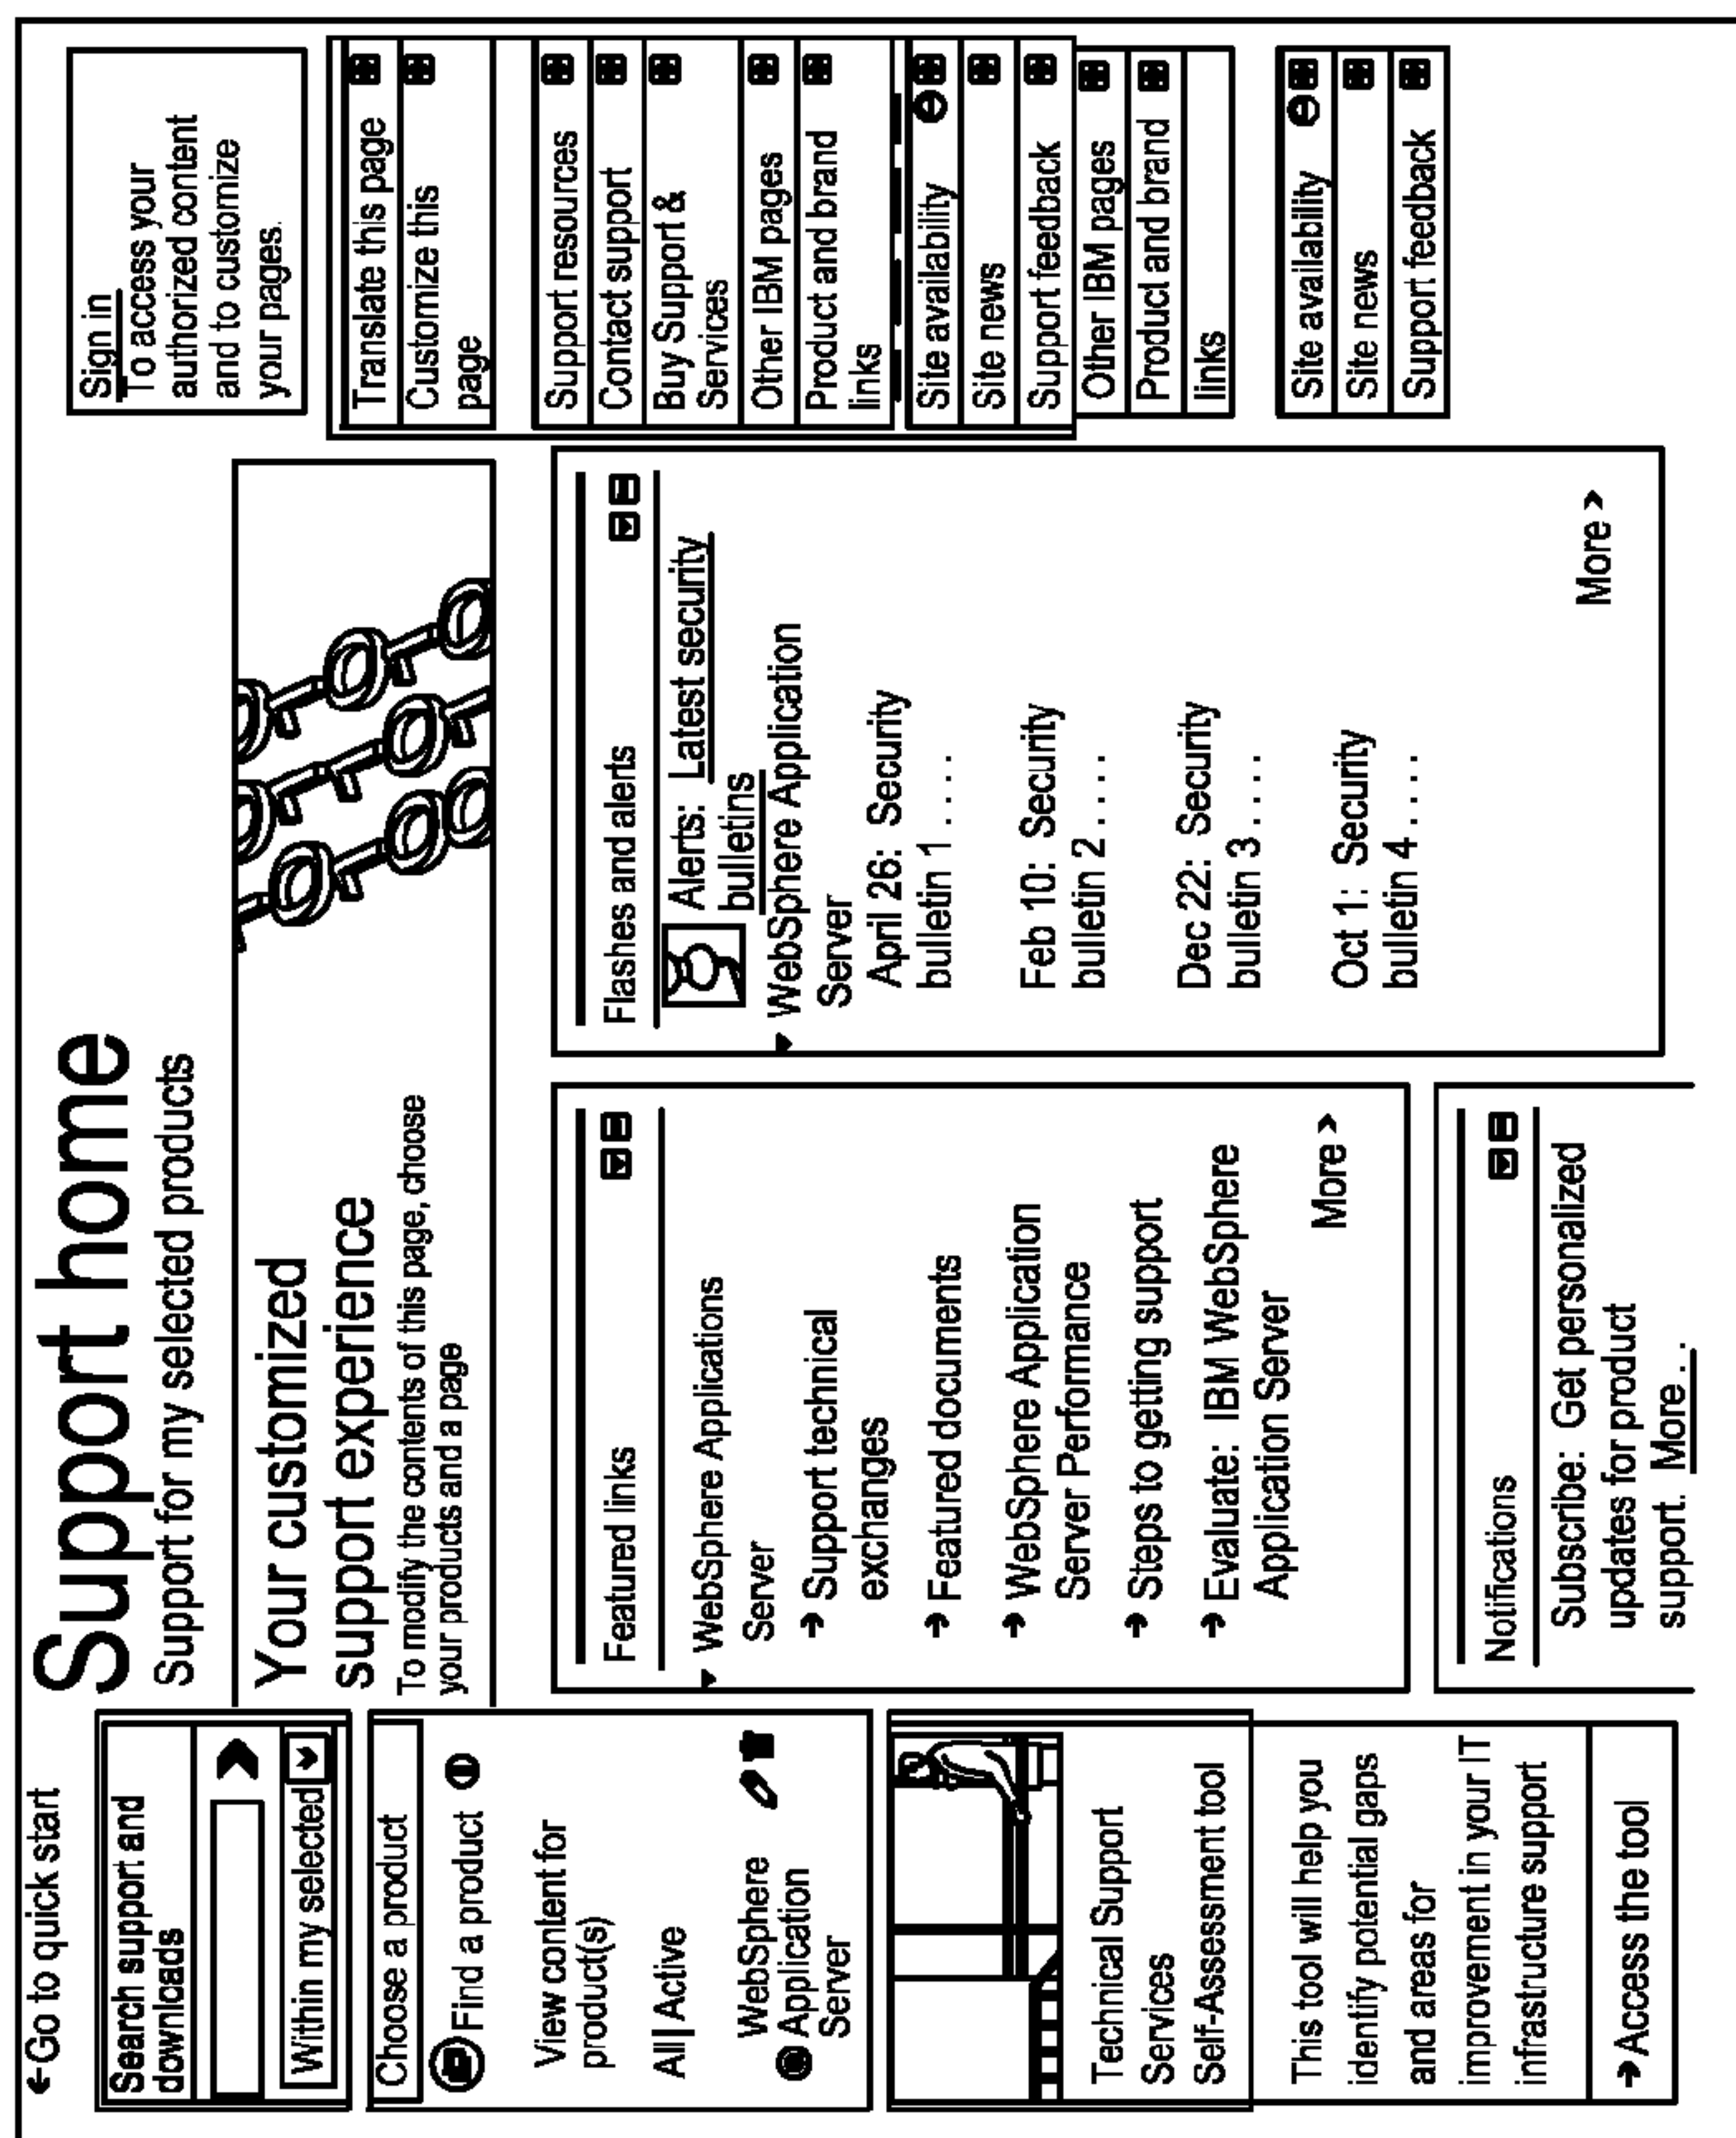 Go to quick start
Search support and
downloads
Within my selected
Choose a product
Find a product
View content for
product(s)
All| Active
WebSphere
Application
Server
Technical Support
Services
Self-Assessment tool
This tool will help you
identify potential gaps
and areas for
improvement in your IT
infrastructure support
Access the tool
Support home
Support for my selected products
Your customized
support experience
To modify the contents of this page, choose
your products and a page
Featured links
WebSphere Applications
Server
Support technical
exchanges
Featured documents
WebSphere Application
Server Performance
Steps to getting support
Evaluate: IBM WebSphere
Application Server
More >
Notifications
Subscribe: Get personalized
updates for product
support. More. . .
Flashes and alerts
Alerts: Latest security
bulletins
WebSphere Application
Server
April 26: Security
bulletin 1 . . . .
Feb 10: Security
bulletin 2 . . . .
Dec 22: Security
bulletin 3 . . . .
Oct 1: Security
bulletin 4 . . . .
More >
Sign in
To access your
authorized content
and to customize
your pages.
Translate this page
Customize this
page
Support resources
Contact support
Buy Support &
Services
Other IBM pages
Product and brand
links
Site availability
Site news
Support feedback
Other IBM pages
Product and brand
links
Site availability
Site news
Support feedback